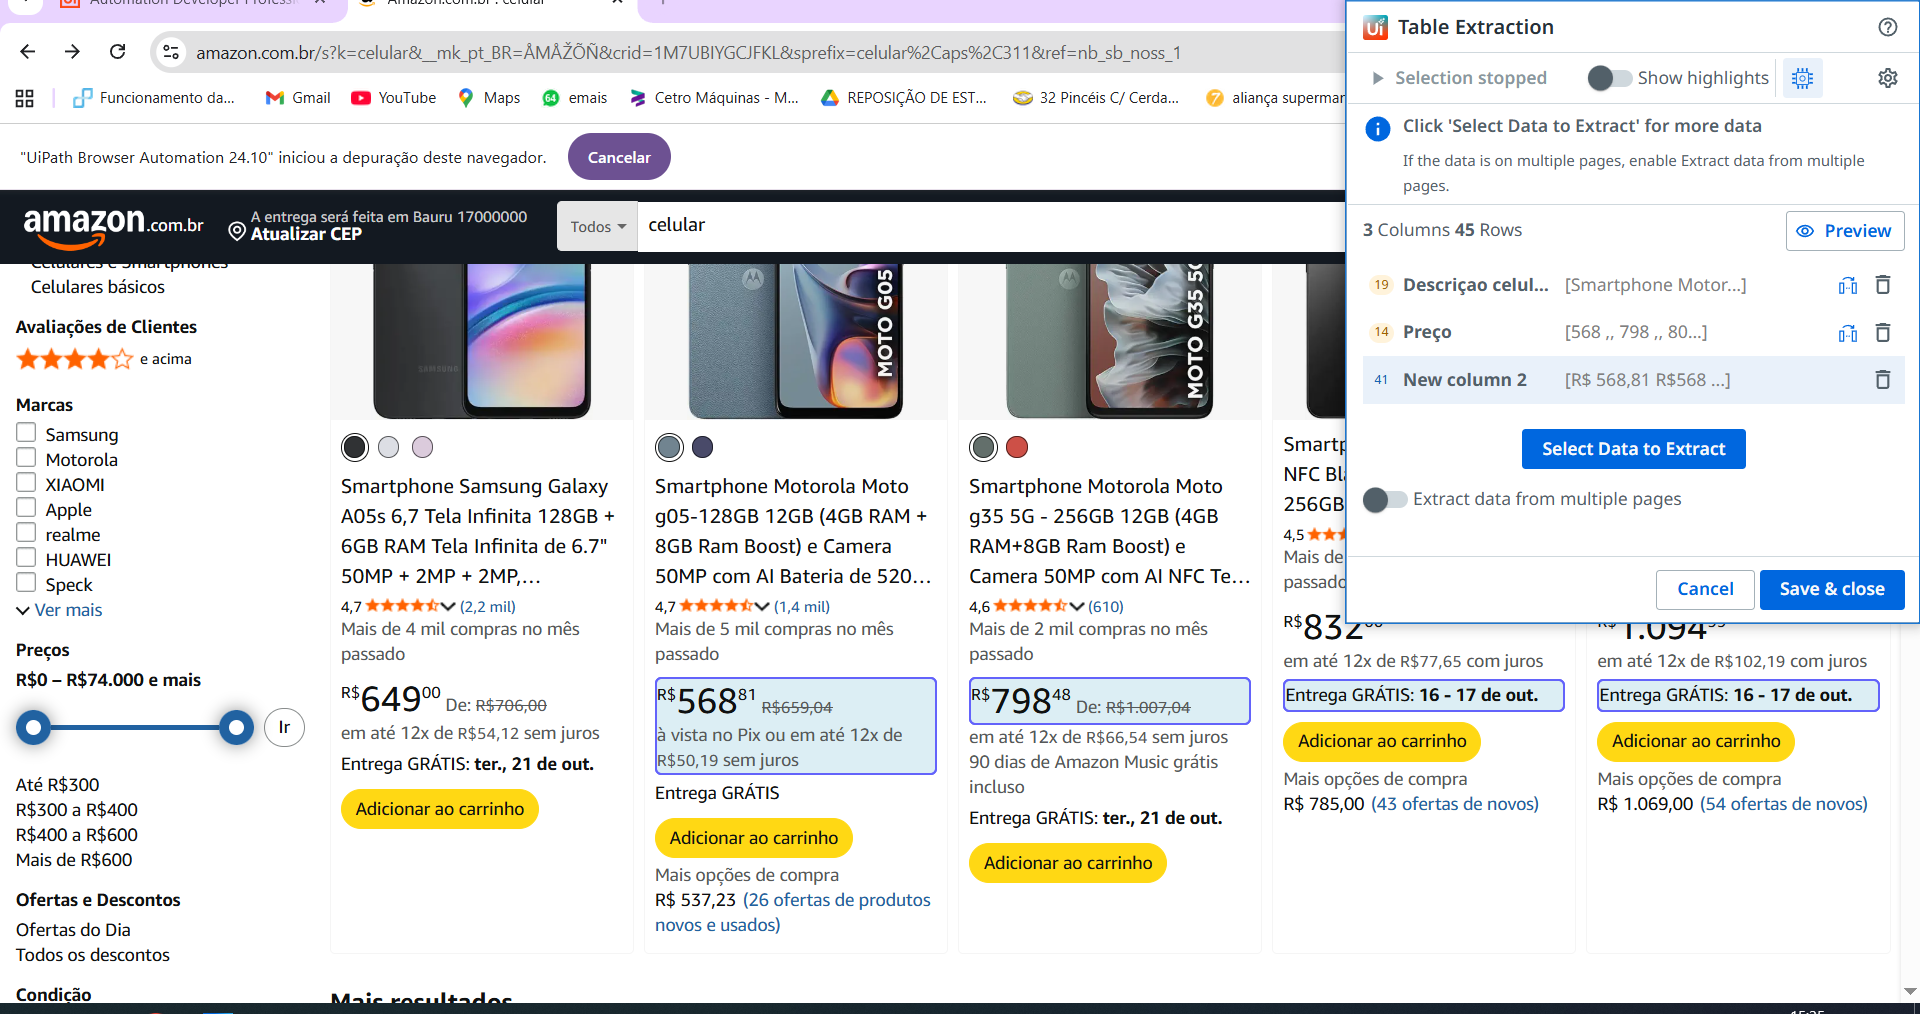 Automation Developer Profess
Amazon.com.br : celular
amazon.com.br/s?k=celular&__mk_pt_BR=ÅMÅŽÕÑ&crid=1M7UBIYGCJFKL&sprefix=celular%2Caps%2C311&ref=nb_sb_noss_1
Funcionamento da...
Gmail
YouTube
Maps
64
emais
Cetro Máquinas - M...
REPOSIÇÃO DE EST...
32 Pincéis C/ Cerda...
aliança supermar
"UiPath Browser Automation 24.10" iniciou a depuração deste navegador.
Cancelar
amazon.com.br
A entrega será feita em Bauru 17000000
Atualizar CEP
Todos
celular
Celulares e Smartphones
Celulares básicos
Avaliações de Clientes
e acima
Marcas
Samsung
Motorola
XIAOMI
Apple
realme
HUAWEI
Speck
Ver mais
Preços
R$0 – R$74.000 e mais
Ir
Até R$300
R$300 a R$400
R$400 a R$600
Mais de R$600
Ofertas e Descontos
Ofertas do Dia
Todos os descontos
Condição
SAMSUNG
Smartphone Samsung Galaxy
A05s 6,7 Tela Infinita 128GB +
6GB RAM Tela Infinita de 6.7"
50MP + 2MP + 2MP,...
4,7 (2,2 mil)
Mais de 4 mil compras no mês
passado
R$649 00 De: R$706,00
em até 12x de R$54,12 sem juros
Entrega GRÁTIS: ter., 21 de out.
Adicionar ao carrinho
MOTO G05
Smartphone Motorola Moto
g05-128GB 12GB (4GB RAM +
8GB Ram Boost) e Camera
50MP com AI Bateria de 520...
4,7 (1,4 mil)
Mais de 5 mil compras no mês
passado
R$568 81 R$659,04
à vista no Pix ou em até 12x de
R$50,19 sem juros
Entrega GRÁTIS
Adicionar ao carrinho
Mais opções de compra
R$ 537,23 (26 ofertas de produtos
novos e usados)
MOTO G35 5G
Smartphone Motorola Moto
g35 5G - 256GB 12GB (4GB
RAM+8GB Ram Boost) e
Camera 50MP com AI NFC Te...
4,6 (610)
Mais de 2 mil compras no mês
passado
R$798 48 De: R$1.007,04
em até 12x de R$66,54 sem juros
90 dias de Amazon Music grátis
incluso
Entrega GRÁTIS: ter., 21 de out.
Adicionar ao carrinho
Smartp
NFC Bl
256GB
4,5
Mais de
passado
R$832
em até 12x de R$77,65 com juros
Entrega GRÁTIS: 16 - 17 de out.
Adicionar ao carrinho
Mais opções de compra
R$ 785,00 (43 ofertas de novos)
R$1.094
em até 12x de R$102,19 com juros
Entrega GRÁTIS: 16 - 17 de out.
Adicionar ao carrinho
Mais opções de compra
R$ 1.069,00 (54 ofertas de novos)
Mais resultados
Ui Table Extraction
Selection stopped
Show highlights
Click 'Select Data to Extract' for more data
If the data is on multiple pages, enable Extract data from multiple
pages.
3 Columns 45 Rows
Preview
19 Descriçao celul... [Smartphone Motor...]
14 Preço [568 ,, 798 ,, 80...]
41 New column 2 [R$ 568,81 R$568 ...]
Select Data to Extract
Extract data from multiple pages
Cancel
Save & close